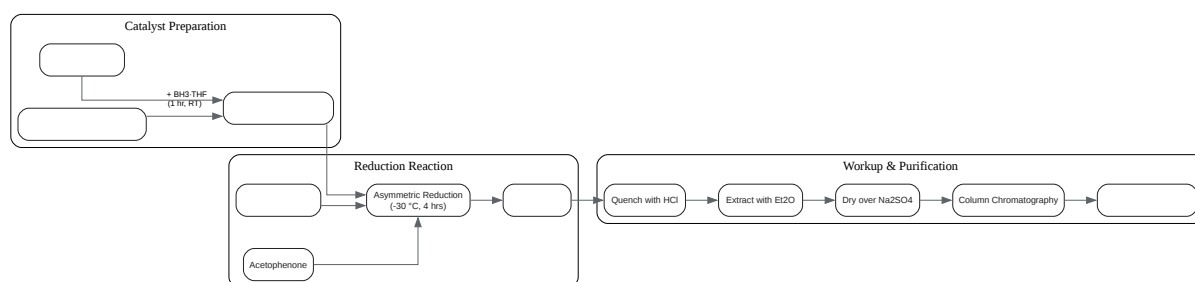 Catalyst Preparation
+ BH3·THF
(1 hr, RT)
Reduction Reaction
Asymmetric Reduction
(-30 °C, 4 hrs)
Acetophenone
Workup & Purification
Quench with HCl
Extract with Et2O
Dry over Na2SO4
Column Chromatography